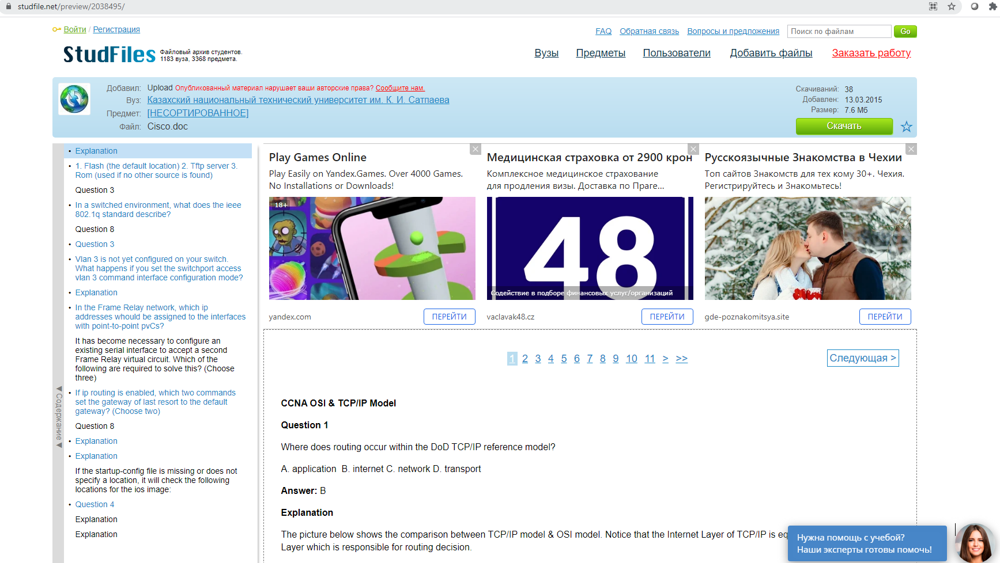 studfile.net/preview/2038495/
Войти / Регистрация
FAQ Обратная связь Вопросы и предложения Поиск по файлам Go
StudFiles Файловый архив студентов.
1183 вуза, 3368 предмета.
Вузы Предметы Пользователи Добавить файлы Заказать работу
Добавил: Upload Опубликованный материал нарушает ваши авторские права? Сообщите нам.
Вуз: Казахский национальный технический университет им. К. И. Сатпаева
Предмет: [НЕСОРТИРОВАННОЕ]
Файл: Cisco.doc
Скачиваний: 38
Добавлен: 13.03.2015
Размер: 7.6 Мб
Скачать
Содержание
Explanation
1. Flash (the default location) 2. Tftp server 3.
Rom (used if no other source is found)
Question 3
In a switched environment, what does the ieee
802.1q standard describe?
Question 8
Question 3
Vlan 3 is not yet configured on your switch.
What happens if you set the switchport access
vlan 3 command interface configuration mode?
Explanation
In the Frame Relay network, which ip
addresses whould be assigned to the interfaces
with point-to-point pvCs?
It has become necessary to configure an
existing serial interface to accept a second
Frame Relay virtual circuit. Which of the
following are required to solve this? (Choose
three)
If ip routing is enabled, which two commands
set the gateway of last resort to the default
gateway? (Choose two)
Question 8
Explanation
Explanation
If the startup-config file is missing or does not
specify a location, it will check the following
locations for the ios image:
Question 4
Explanation
Explanation
Play Games Online
Play Easily on Yandex.Games. Over 4000 Games.
No Installations or Downloads!
18+
yandex.com ПЕРЕЙТИ
Медицинская страховка от 2900 крон
Комплексное медицинское страхование
для продления визы. Доставка по Праге...
48
Содействие в подборе финансовых услуг/организаций
vaclavak48.cz ПЕРЕЙТИ
Русскоязычные Знакомства в Чехии
Топ сайтов Знакомств для тех кому 30+. Чехия.
Регистрируйтесь и Знакомьтесь!
gde-poznakomitsya.site ПЕРЕЙТИ
1 2 3 4 5 6 7 8 9 10 11 > >> Следующая >
CCNA OSI & TCP/IP Model
Question 1
Where does routing occur within the DoD TCP/IP reference model?
A. application B. internet C. network D. transport
Answer: B
Explanation
The picture below shows the comparison between TCP/IP model & OSI model. Notice that the Internet Layer of TCP/IP is eq
Layer which is responsible for routing decision.
Нужна помощь с учебой?
Наши эксперты готовы помочь!